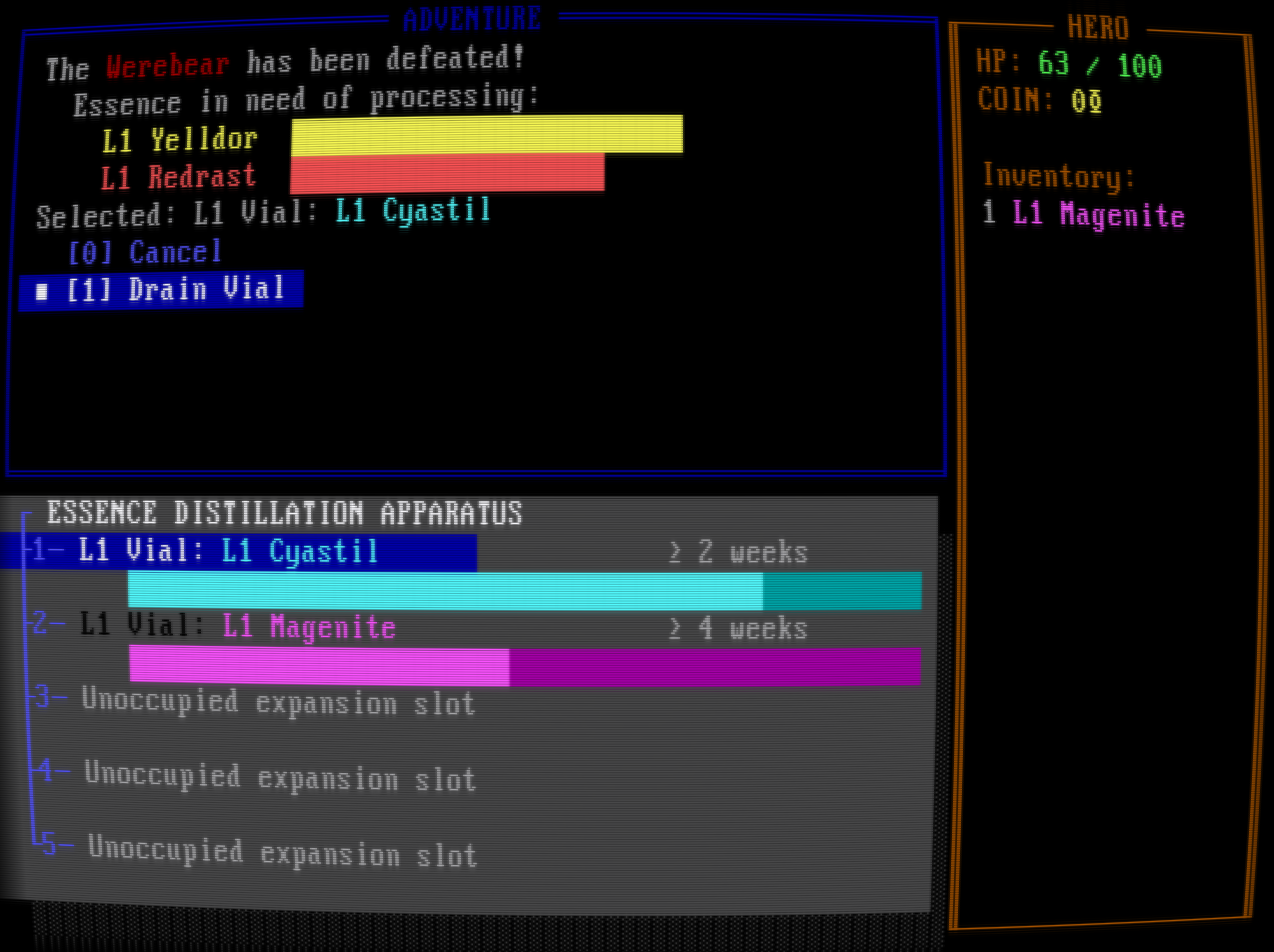 ADVENTURE
The Werebear has been defeated!
Essence in need of processing:
L1 Yelldor
L1 Redrast
Selected: L1 Vial: L1 Cyastil
[0] Cancel
[1] Drain Vial
ESSENCE DISTILLATION APPARATUS
1 L1 Vial: L1 Cyastil ≥ 2 weeks
2 L1 Vial: L1 Magenite ≥ 4 weeks
3 Unoccupied expansion slot
4 Unoccupied expansion slot
5 Unoccupied expansion slot
HERO
HP: 63 / 100
COIN: 0
Inventory:
1 L1 Magenite